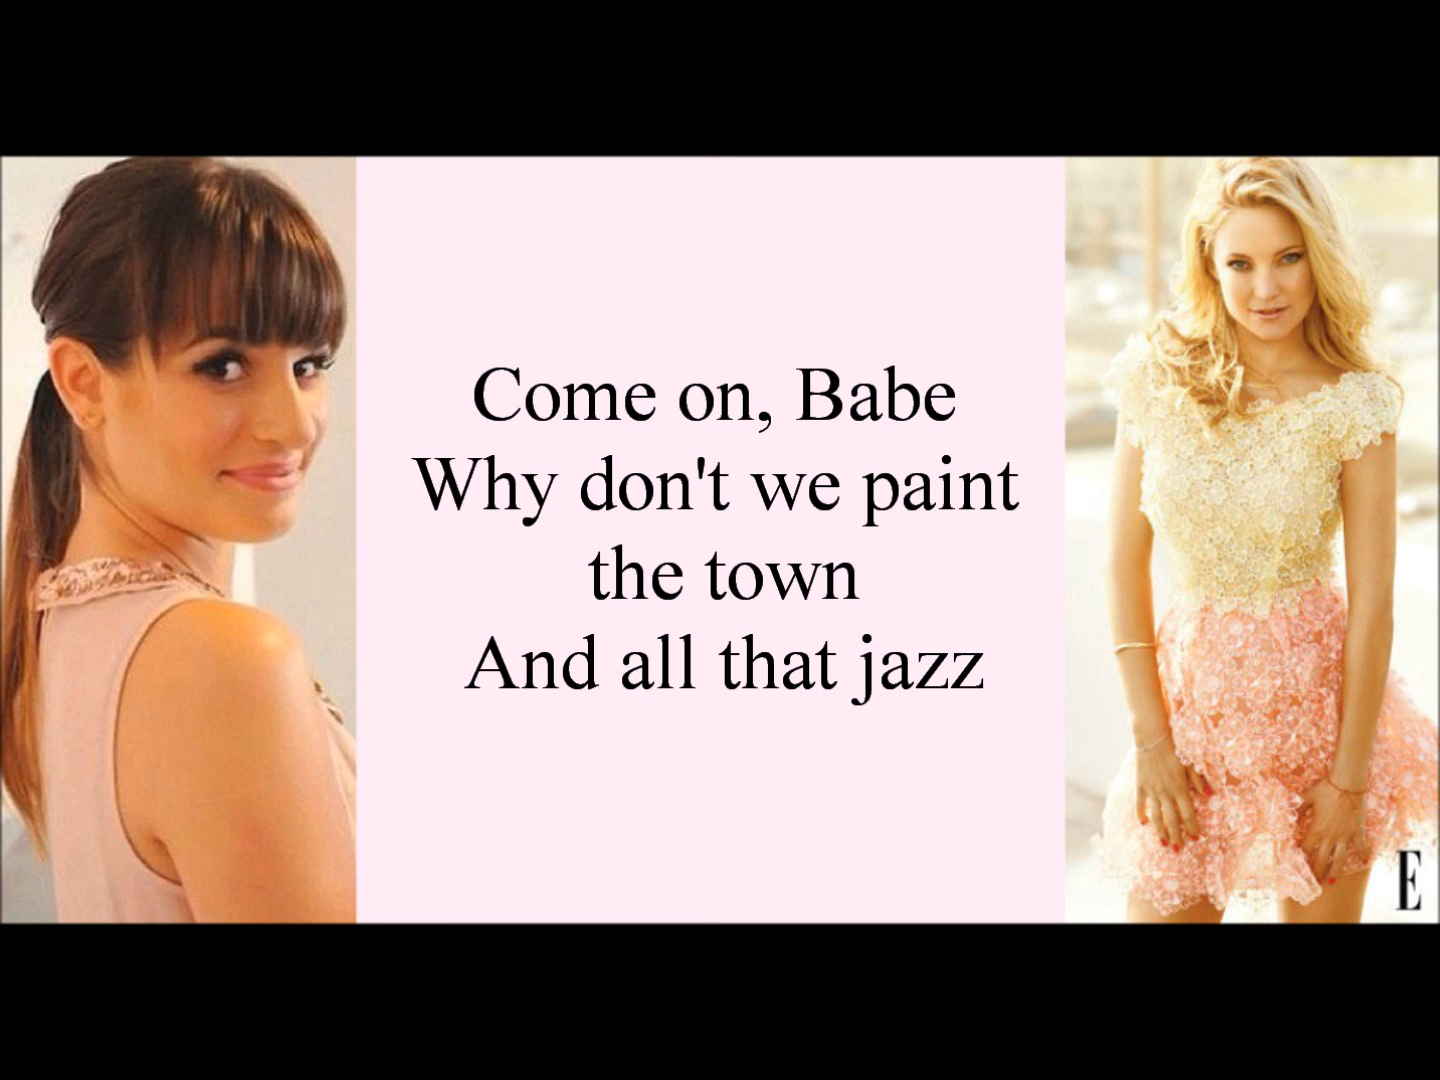 Come on, Babe
Why don't we paint
the town
And all that jazz
E